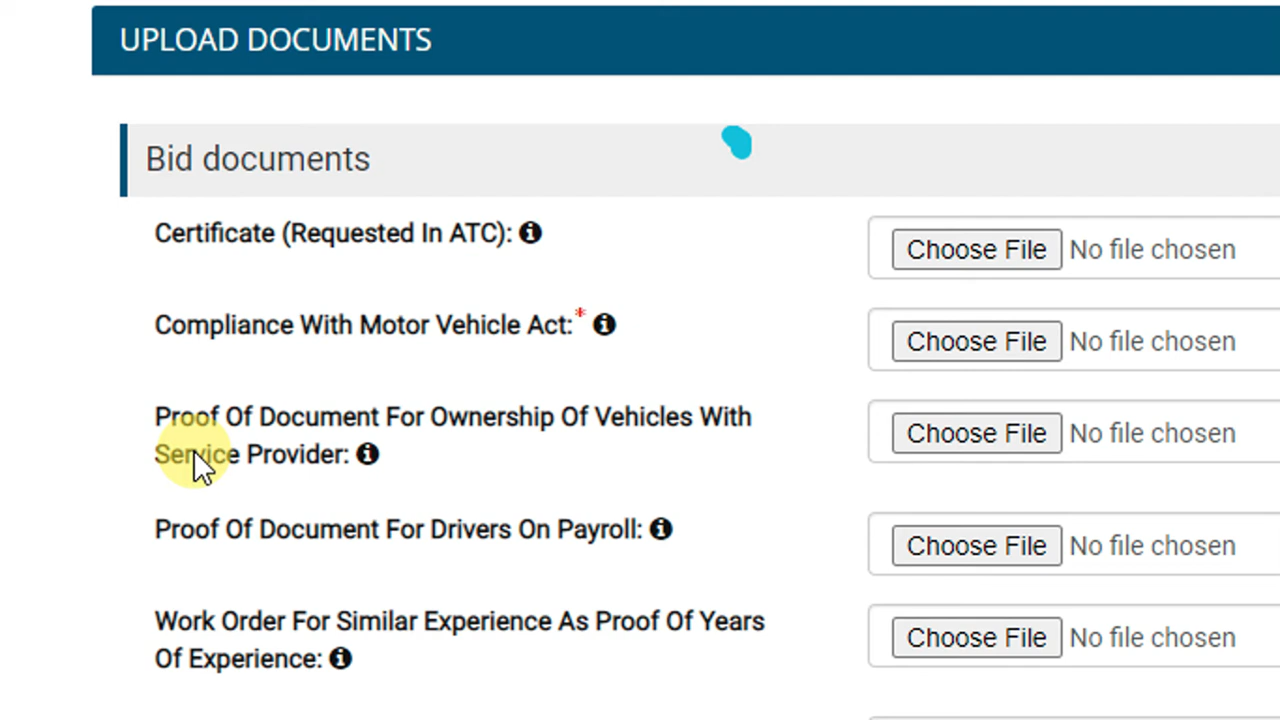 UPLOAD DOCUMENTS
Bid documents
Certificate (Requested In ATC):
Choose File No file chosen
Compliance With Motor Vehicle Act:*
Choose File No file chosen
Proof Of Document For Ownership Of Vehicles With
Service Provider:
Choose File No file chosen
Proof Of Document For Drivers On Payroll:
Choose File No file chosen
Work Order For Similar Experience As Proof Of Years
Of Experience:
Choose File No file chosen